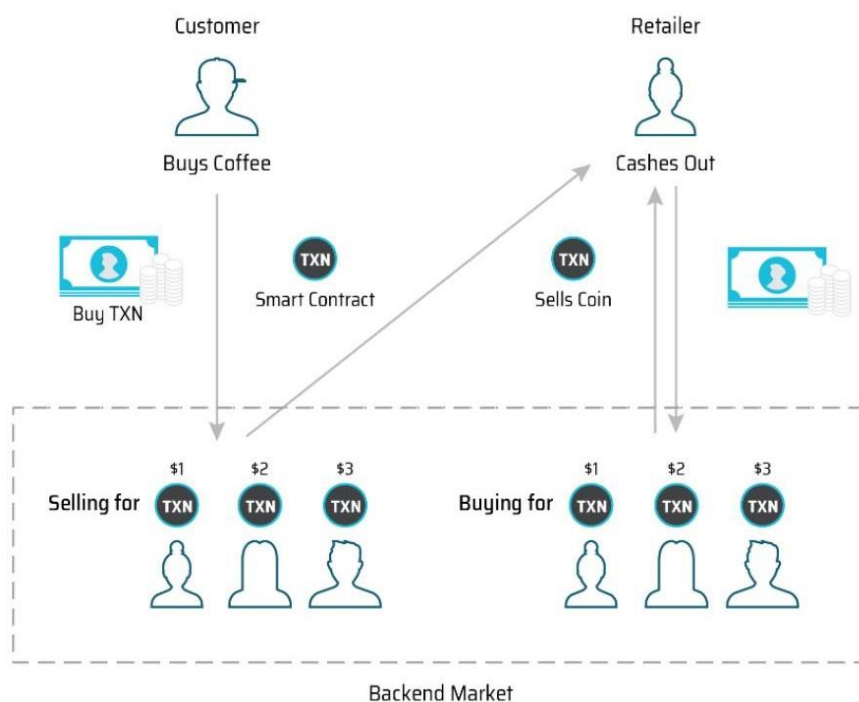 Customer
Retailer
Buys Coffee
Cashes Out
TXN
TXN
Buy TXN
Smart Contract
Sells Coin
$1 $2 $3
Selling for TXN TXN TXN
$1 $2 $3
Buying for TXN TXN TXN
Backend Market